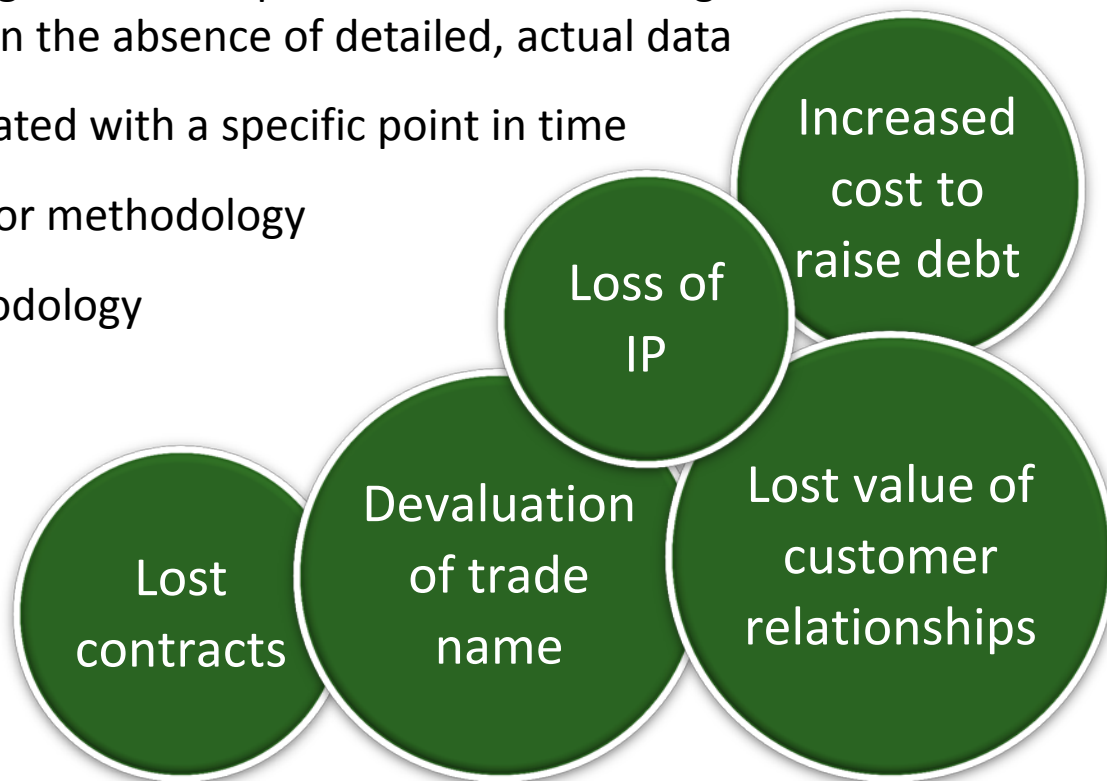 n the absence of detailed, actual data
ated with a specific point in time
or methodology
odology
Increased
cost to
raise debt
Loss of
IP
Devaluation
of trade
name
Lost value of
customer
relationships
Lost
contracts